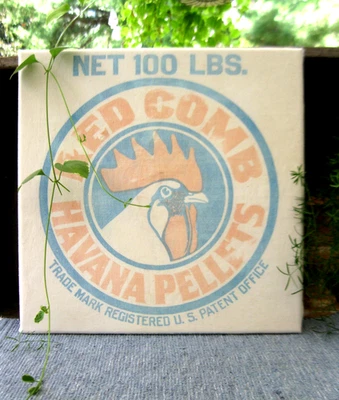 NET 100 LBS.
RED COMB
HAVANA PELLETS
TRADE MARK REGISTERED U. S. PATENT OFFICE